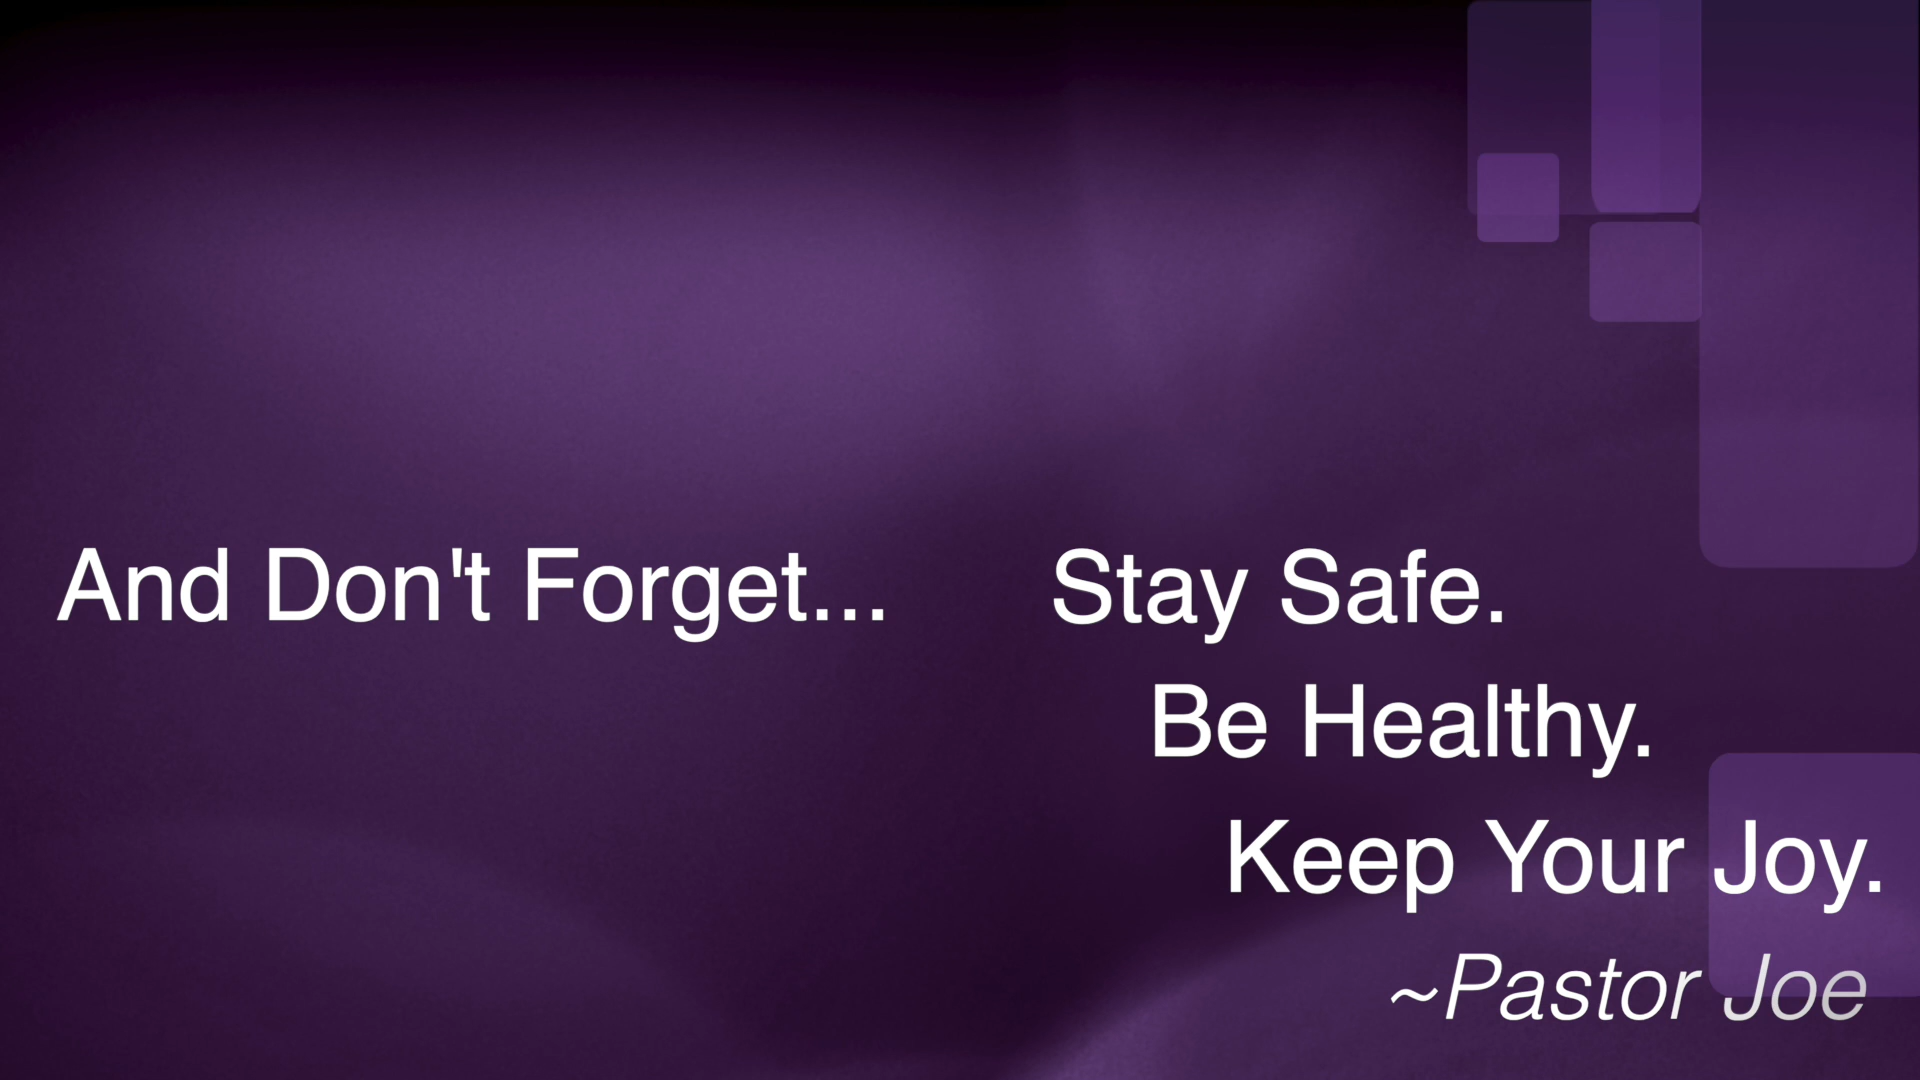 And Don't Forget... Stay Safe.
Be Healthy.
Keep Your Joy.
~Pastor Joe